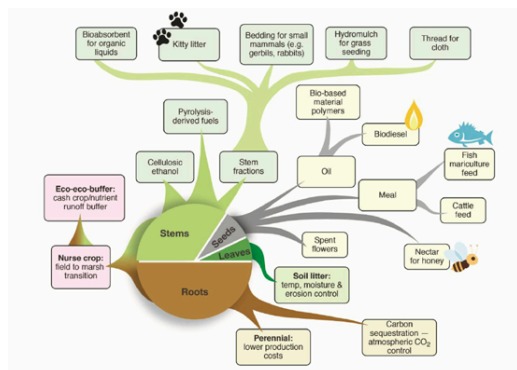 Bioabsorbent
for organic
liquids
Kitty litter
Bedding for small
mammals (e.g.
gerbils, rabbits)
Hydromulch
for grass
seeding
Thread for
cloth
Pyrolysis-
derived fuels
Bio-based
material
polymers
Biodiesel
Cellulosic
ethanol
Stem
fractions
Oil
Fish
mariculture
feed
Meal
Cattle
feed
Eco-eco-buffer:
cash crop/nutrient
runoff buffer
Stems
Seeds
Leaves
Roots
Spent
flowers
Nectar
for honey
Nurse crop:
field to marsh
transition
Soil litter:
temp, moisture &
erosion control
Perennial:
lower production
costs
Carbon
sequestration —
atmospheric CO₂
control